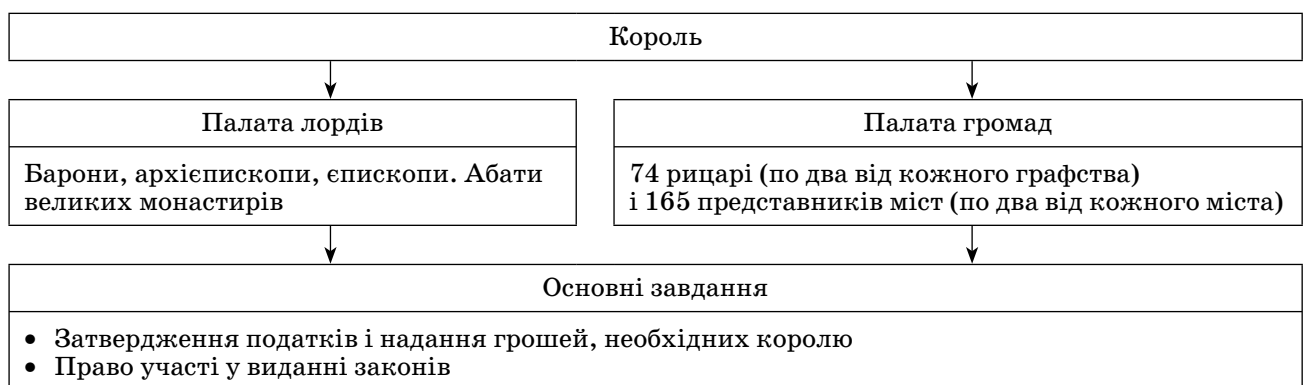 Король
Палата лордів
Барони, архієпископи, єпископи. Абати
великих монастирів
Палата громад
74 рицарі (по два від кожного графства)
і 165 представників міст (по два від кожного міста)
Основні завдання
• Затвердження податків і надання грошей, необхідних королю
• Право участі у виданні законів